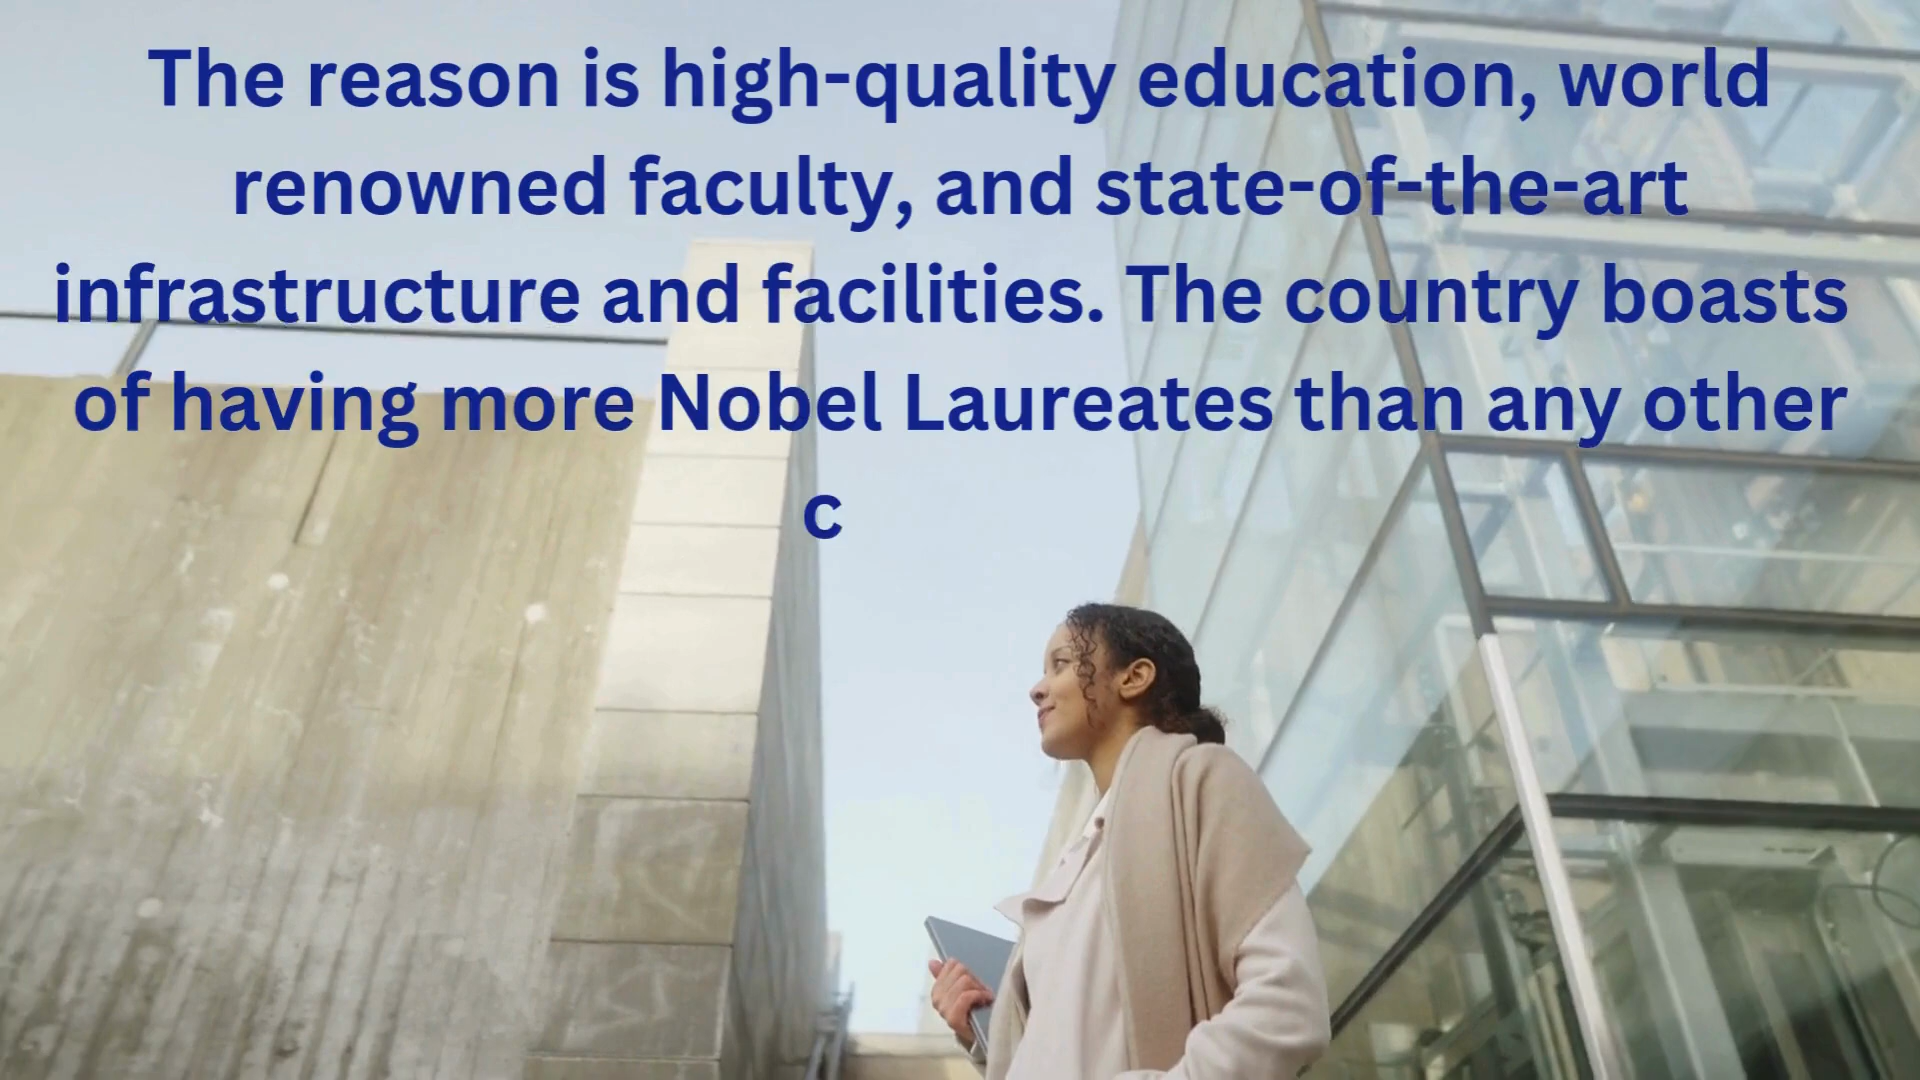 The reason is high-quality education, world
renowned faculty, and state-of-the-art
infrastructure and facilities. The country boasts
of having more Nobel Laureates than any other
c